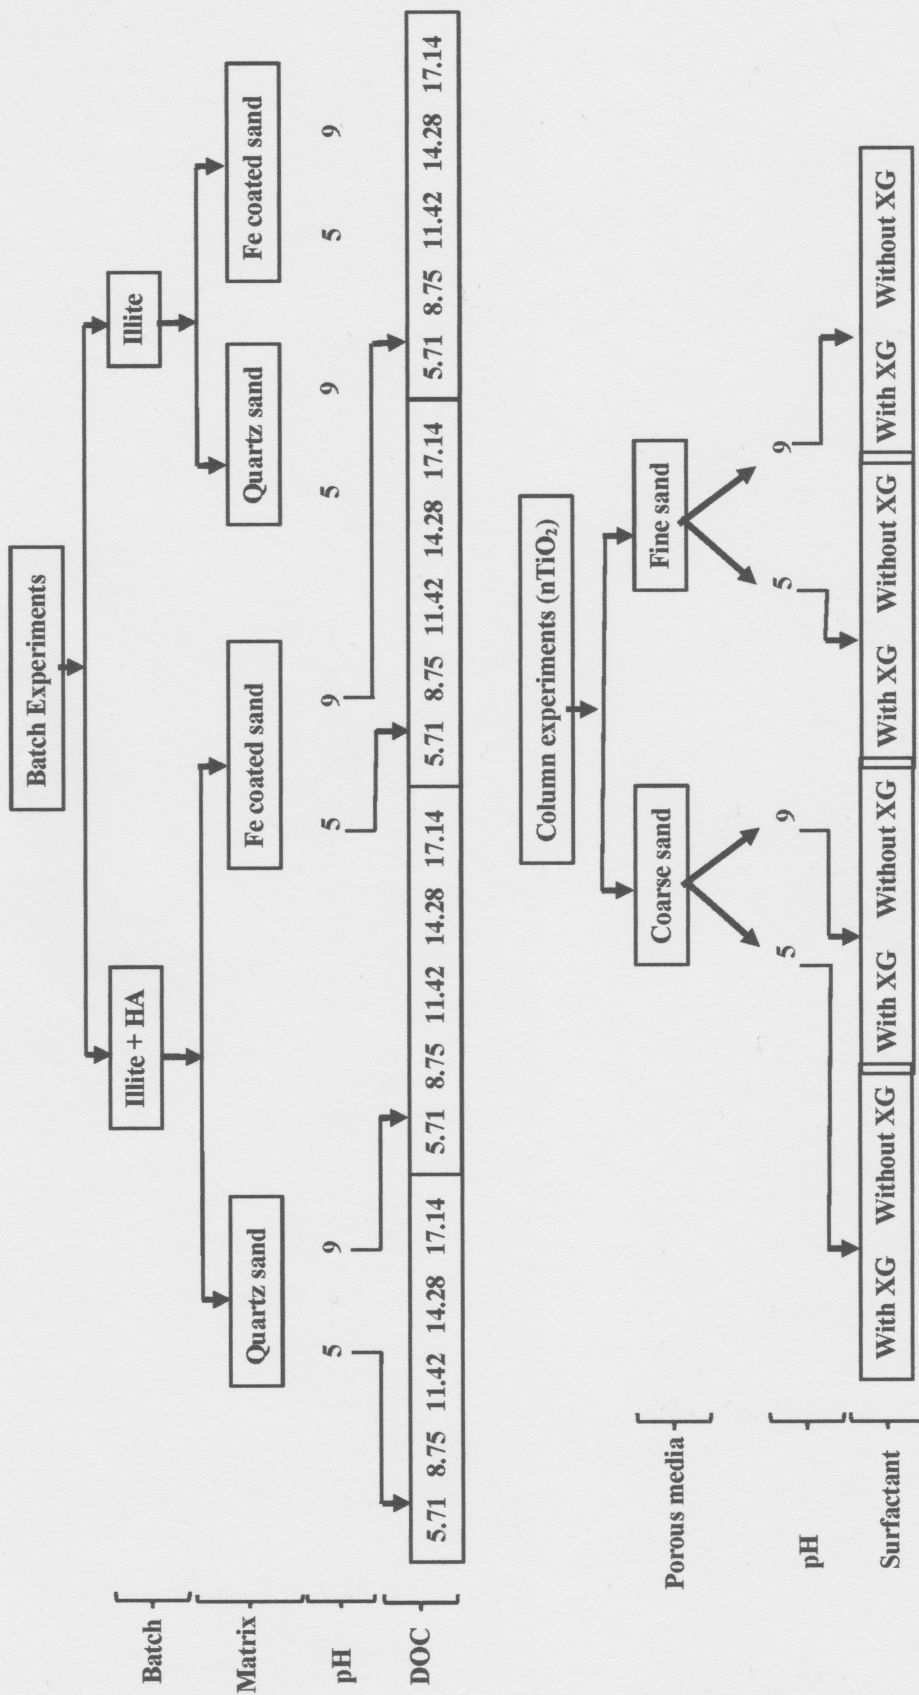 Batch Experiments
Batch
Illite + HA
Illite
Matrix
Quartz sand
Fe coated sand
Quartz sand
Fe coated sand
pH
5 9 5 9 5 9 5 9
DOC
5.71 8.75 11.42 14.28 17.14 5.71 8.75 11.42 14.28 17.14 5.71 8.75 11.42 14.28 17.14 5.71 8.75 11.42 14.28 17.14
Column experiments (nTiO₂)
Porous media
Coarse sand
Fine sand
pH
5 9 5 9
Surfactant
With XG Without XG With XG Without XG With XG Without XG With XG Without XG